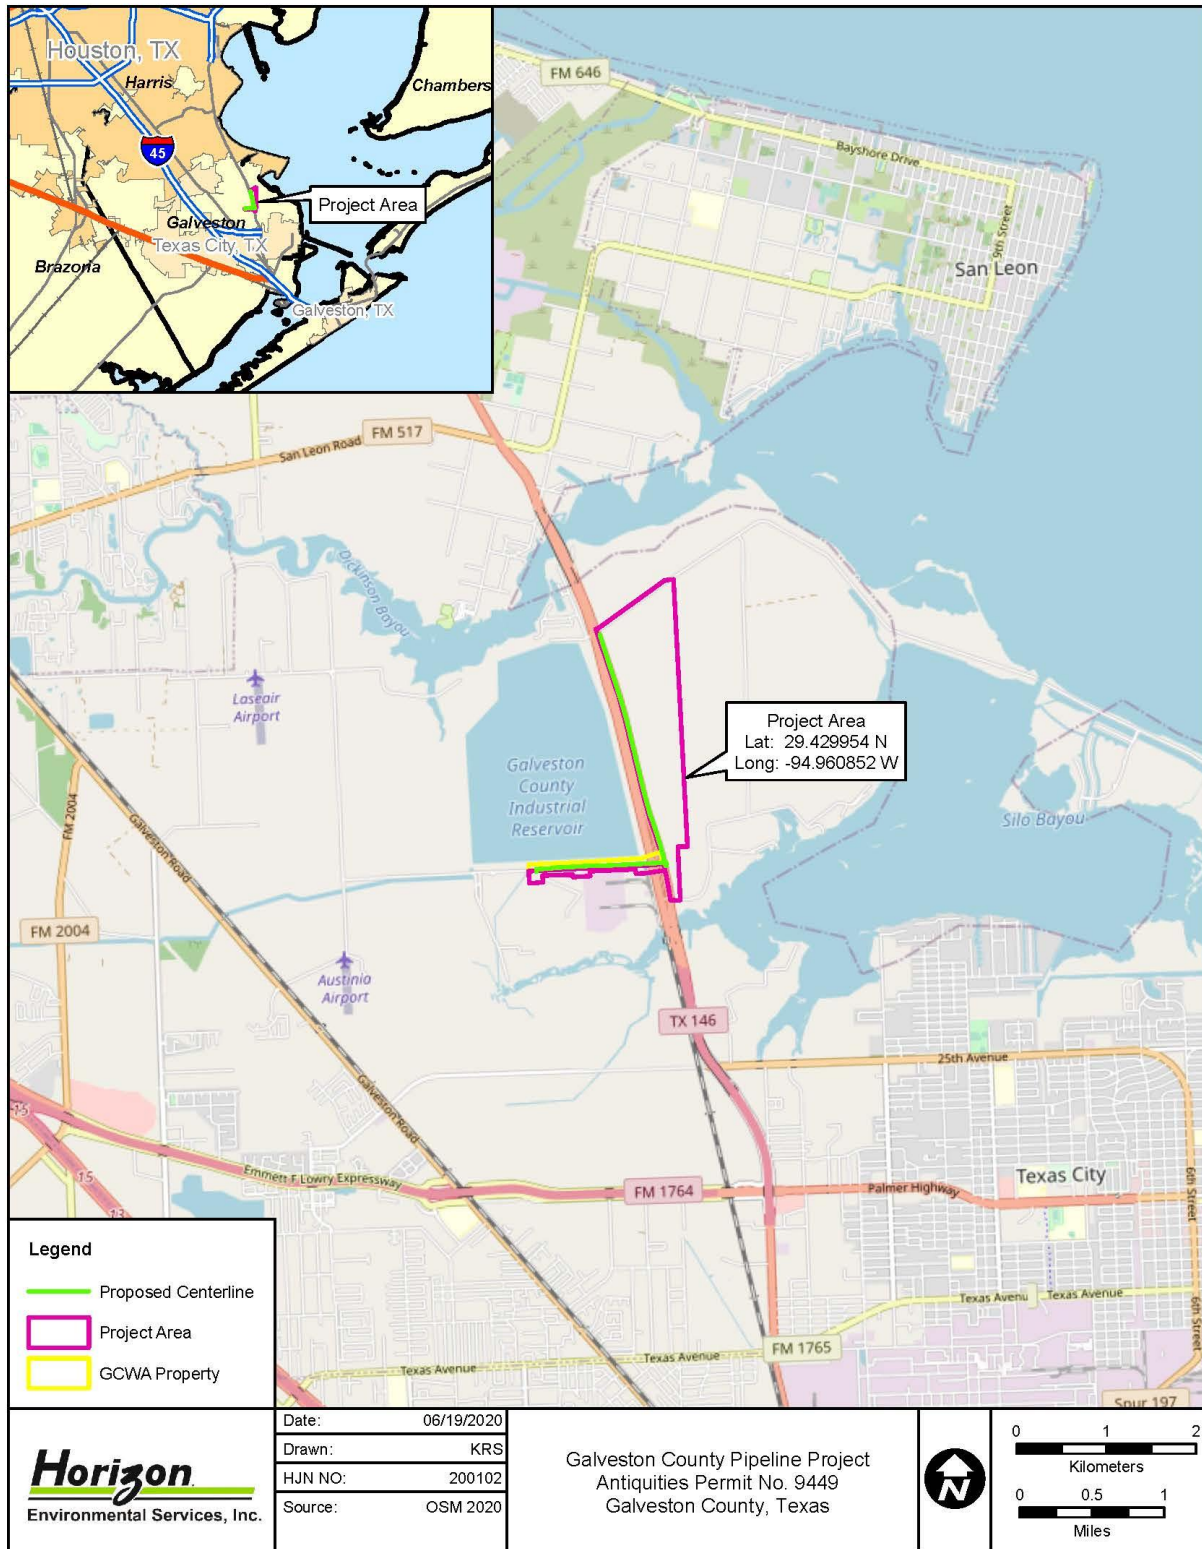 Houston, TX
Harris
Chambers
45
Project Area
Galveston
Texas City, TX
Brazoria
Galveston, TX
FM 646
Bayshore Drive
9th Street
San Leon
FM 517
San Leon Road
Dickinson Bayou
Laseair
Airport
Project Area
Lat: 29.429954 N
Long: -94.960852 W
Galveston
County
Industrial
Reservoir
Silo Bayou
FM 2004
Galveston Road
FM 2004
Austinia
Airport
TX 146
25th Avenue
Galveston Road
15
15
13
Emmett F Lowry Expressway
FM 1764
Palmer Highway
Texas City
6th Street
Texas Avenu
Texas Avenue
6th Street
FM 1765
Texas Avenue
Texas Avenue
Spur 197
Legend
Proposed Centerline
Project Area
GCWA Property
Horizon
Environmental Services, Inc.
Date: 06/19/2020
Drawn: KRS
HJN NO: 200102
Source: OSM 2020
Galveston County Pipeline Project
Antiquities Permit No. 9449
Galveston County, Texas
N
0 1 2
Kilometers
0 0.5 1
Miles